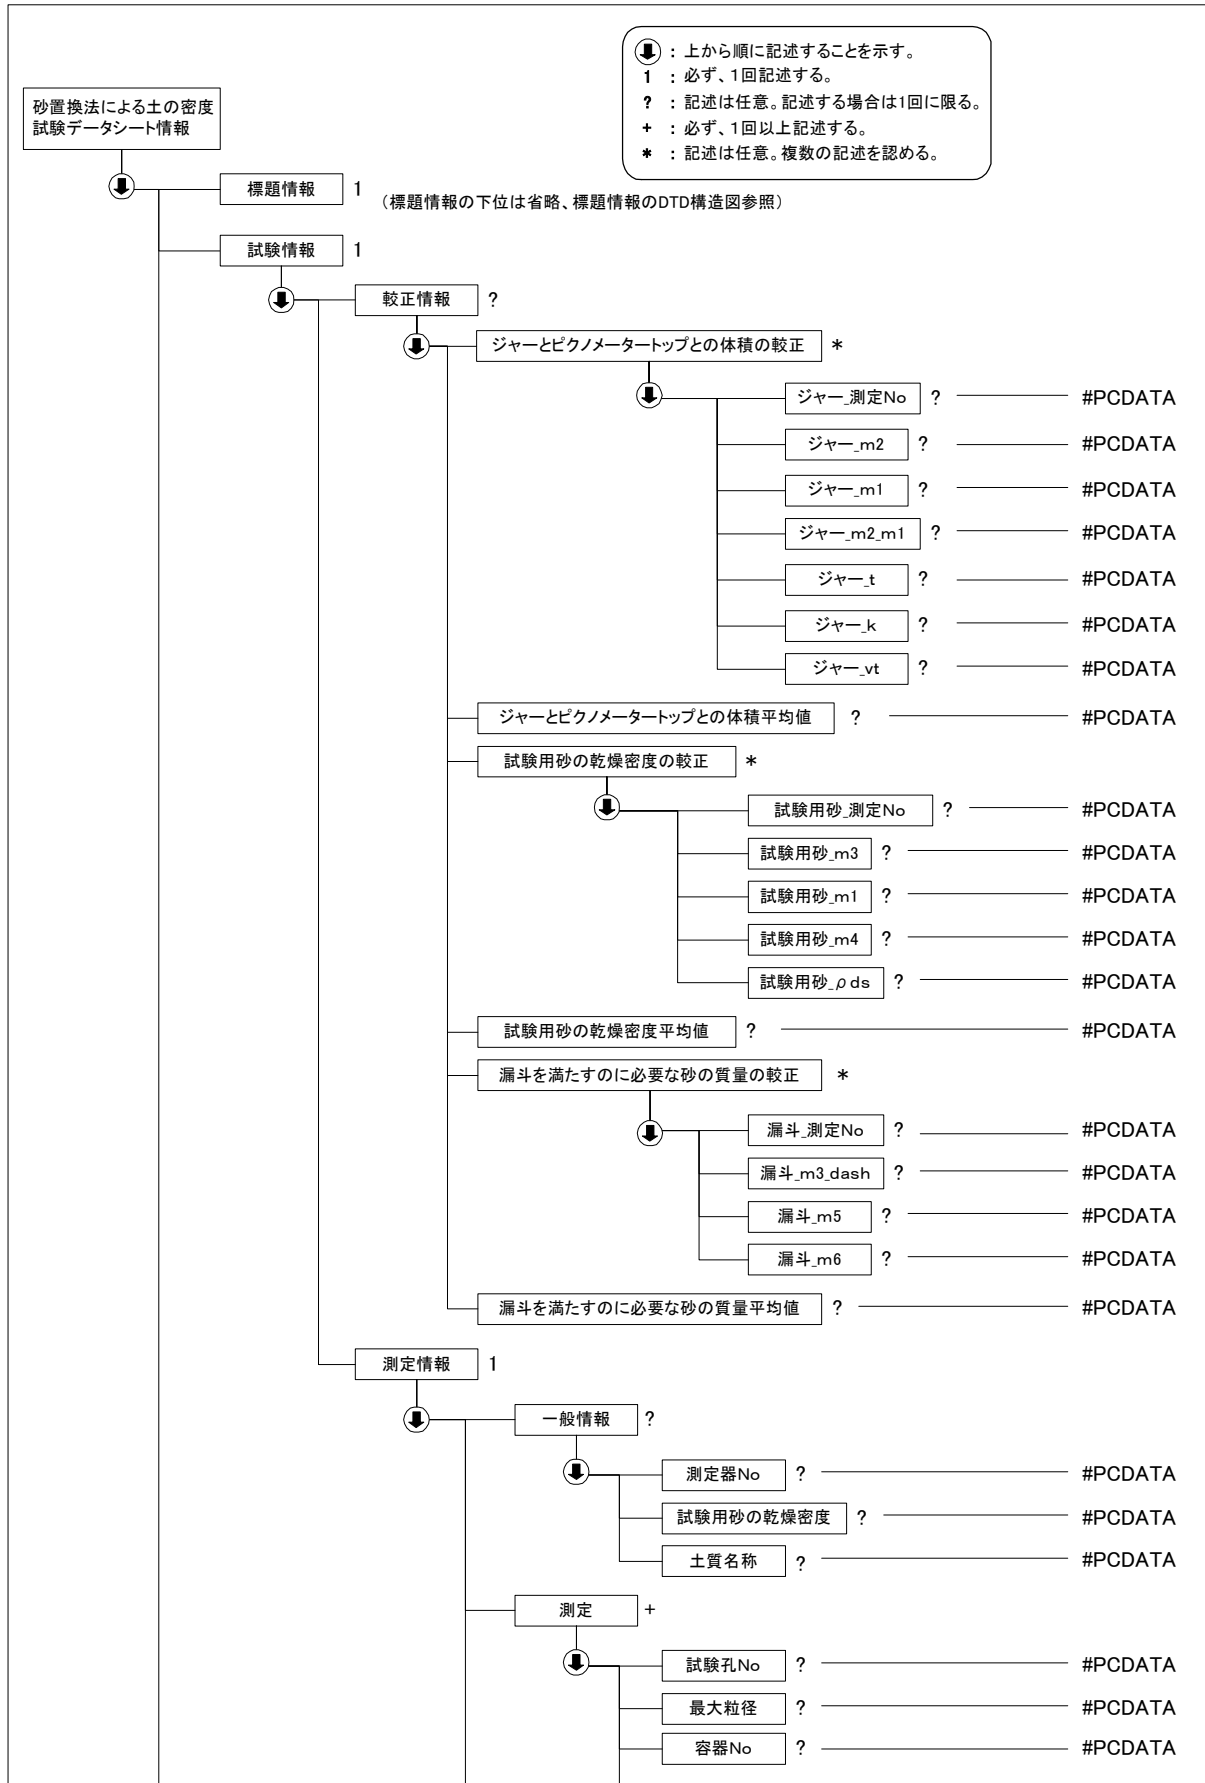 ：上から順に記述することを示す。
1 ：必ず、1回記述する。
? ：記述は任意。記述する場合は1回に限る。
+ ：必ず、1回以上記述する。
* ：記述は任意。複数の記述を認める。
砂置換法による土の密度
試験データシート情報
標題情報 1
（標題情報の下位は省略、標題情報のDTD構造図参照）
試験情報 1
較正情報 ?
ジャーとピクノメータートップとの体積の較正 *
ジャー_測定No ? #PCDATA
ジャー_m2 ? #PCDATA
ジャー_m1 ? #PCDATA
ジャー_m2_m1 ? #PCDATA
ジャー_t ? #PCDATA
ジャー_k ? #PCDATA
ジャー_vt ? #PCDATA
ジャーとピクノメータートップとの体積平均値 ? #PCDATA
試験用砂の乾燥密度の較正 *
試験用砂_測定No ? #PCDATA
試験用砂_m3 ? #PCDATA
試験用砂_m1 ? #PCDATA
試験用砂_m4 ? #PCDATA
試験用砂_ρds ? #PCDATA
試験用砂の乾燥密度平均値 ? #PCDATA
漏斗を満たすのに必要な砂の質量の較正 *
漏斗_測定No ? #PCDATA
漏斗_m3_dash ? #PCDATA
漏斗_m5 ? #PCDATA
漏斗_m6 ? #PCDATA
漏斗を満たすのに必要な砂の質量平均値 ? #PCDATA
測定情報 1
一般情報 ?
測定器No ? #PCDATA
試験用砂の乾燥密度 ? #PCDATA
土質名称 ? #PCDATA
測定 +
試験孔No ? #PCDATA
最大粒径 ? #PCDATA
容器No ? #PCDATA